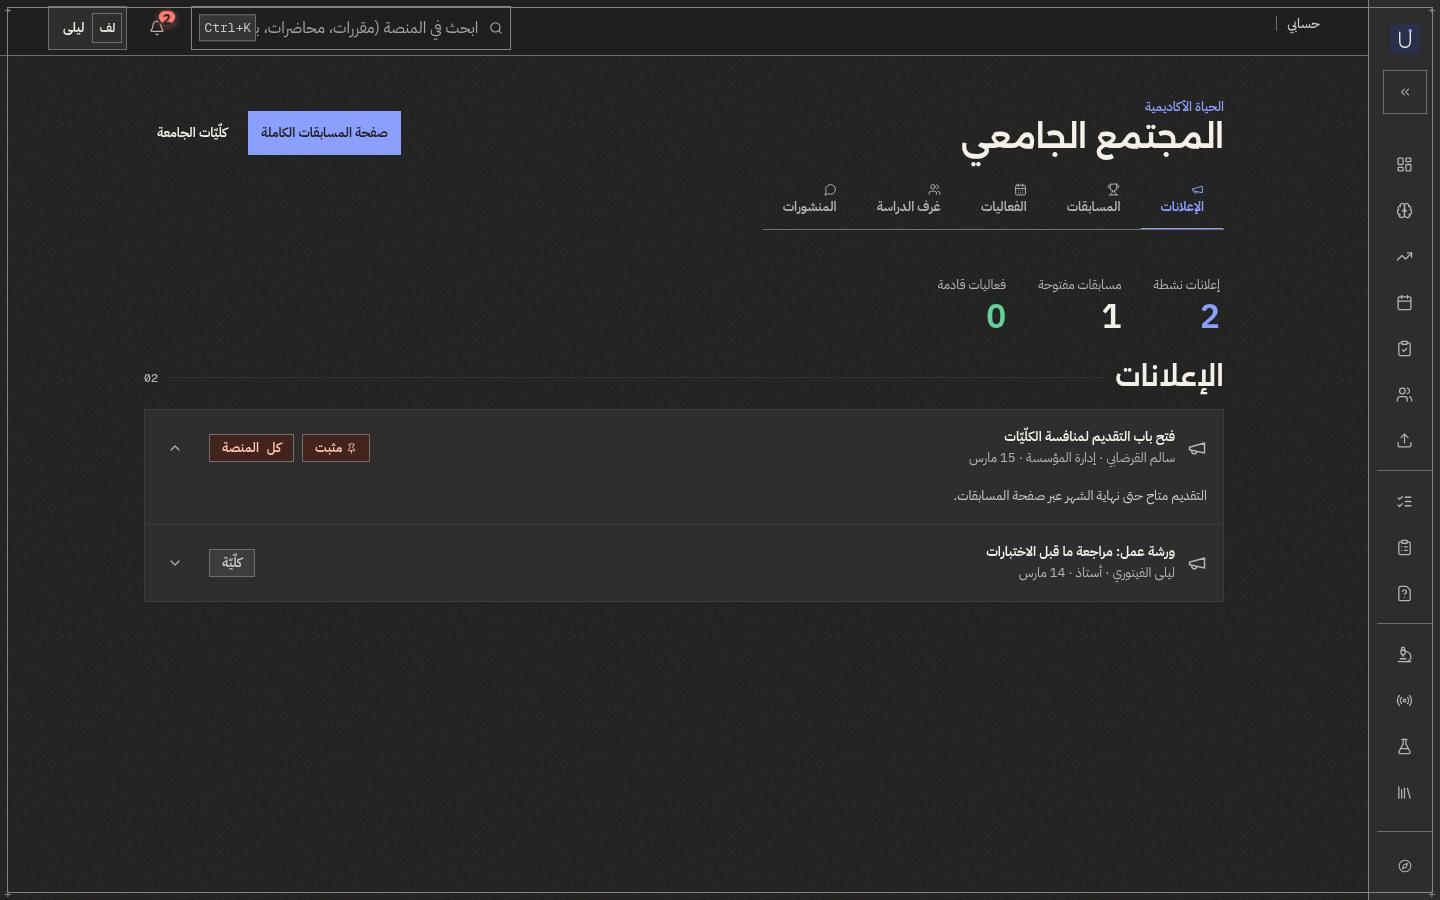 حسابي
ابحث في المنصة (مقررات، محاضرات، ب
Ctrl+K
2
لف
ليلى
الحياة الأكاديمية
المجتمع الجامعي
صفحة المسابقات الكاملة
كلّيّات الجامعة
الإعلانات
المسابقات
الفعاليات
غرف الدراسة
المنشورات
إعلانات نشطة
2
مسابقات مفتوحة
1
فعاليات قادمة
0
الإعلانات
02
فتح باب التقديم لمنافسة الكلّيّات
سالم القرضابي · إدارة المؤسسة · 15 مارس
مثبت
كل المنصة
التقديم متاح حتى نهاية الشهر عبر صفحة المسابقات.
ورشة عمل: مراجعة ما قبل الاختبارات
ليلى الفيتوري · أستاذ · 14 مارس
كلّيّة